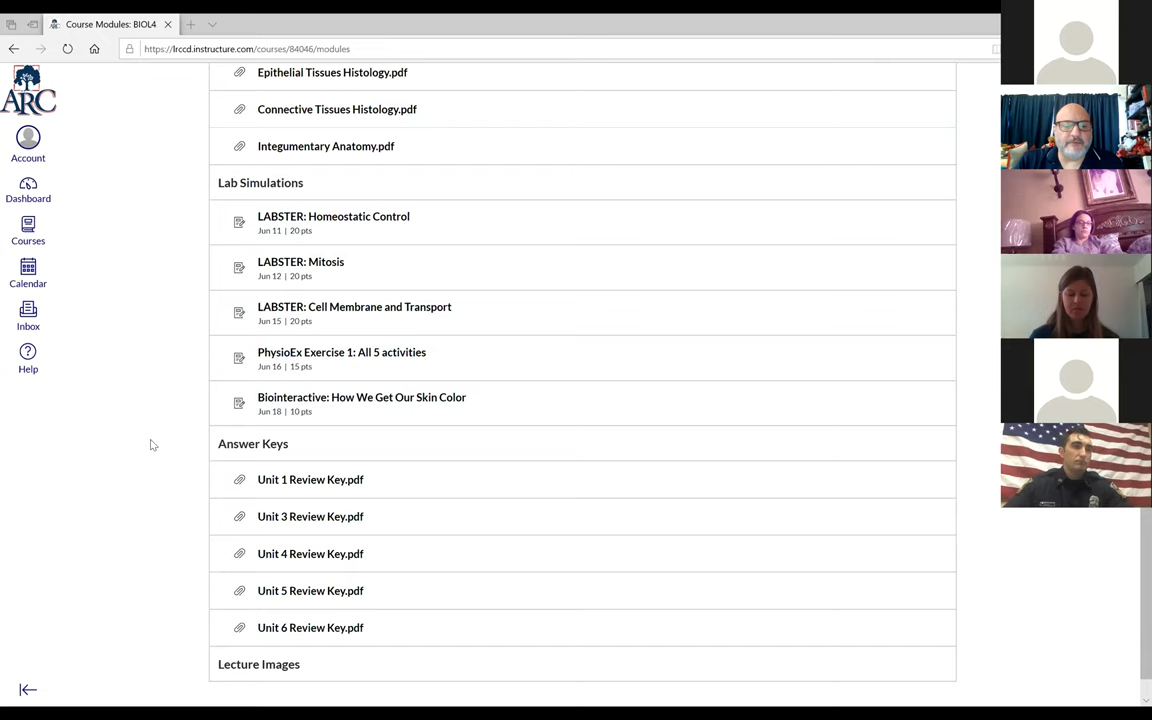 Course Modules: BIOL4
https://lrccd.instructure.com/courses/84046/modules
ARC
Account
Dashboard
Courses
Calendar
Inbox
Help
Epithelial Tissues Histology.pdf
Connective Tissues Histology.pdf
Integumentary Anatomy.pdf
Lab Simulations
LABSTER: Homeostatic Control
Jun 11 | 20 pts
LABSTER: Mitosis
Jun 12 | 20 pts
LABSTER: Cell Membrane and Transport
Jun 15 | 20 pts
PhysioEx Exercise 1: All 5 activities
Jun 16 | 15 pts
Biointeractive: How We Get Our Skin Color
Jun 18 | 10 pts
Answer Keys
Unit 1 Review Key.pdf
Unit 3 Review Key.pdf
Unit 4 Review Key.pdf
Unit 5 Review Key.pdf
Unit 6 Review Key.pdf
Lecture Images